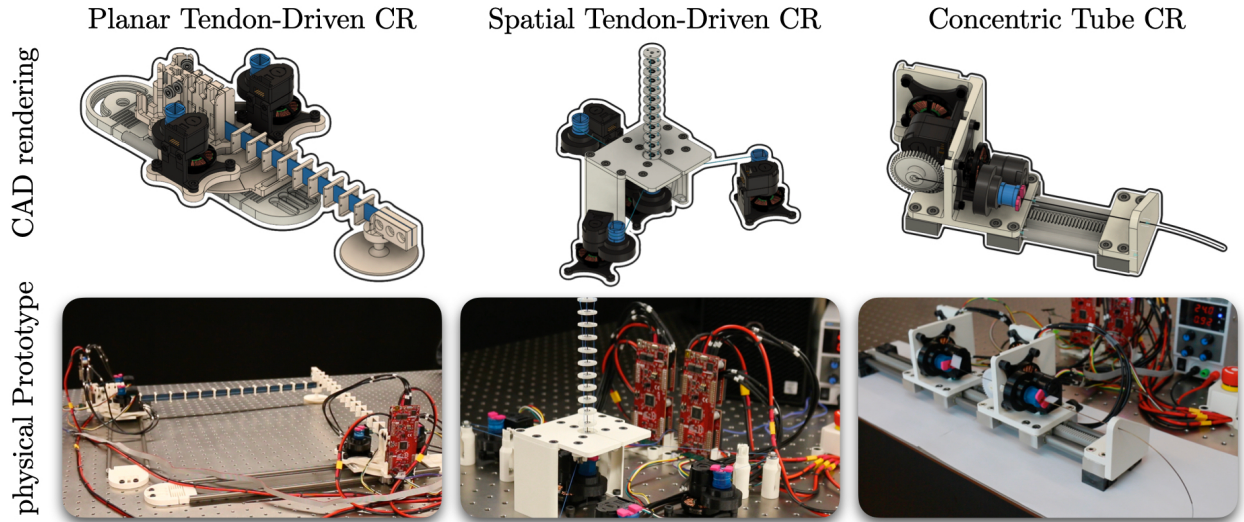 Planar Tendon-Driven CR
Spatial Tendon-Driven CR
Concentric Tube CR
CAD rendering
physical Prototype